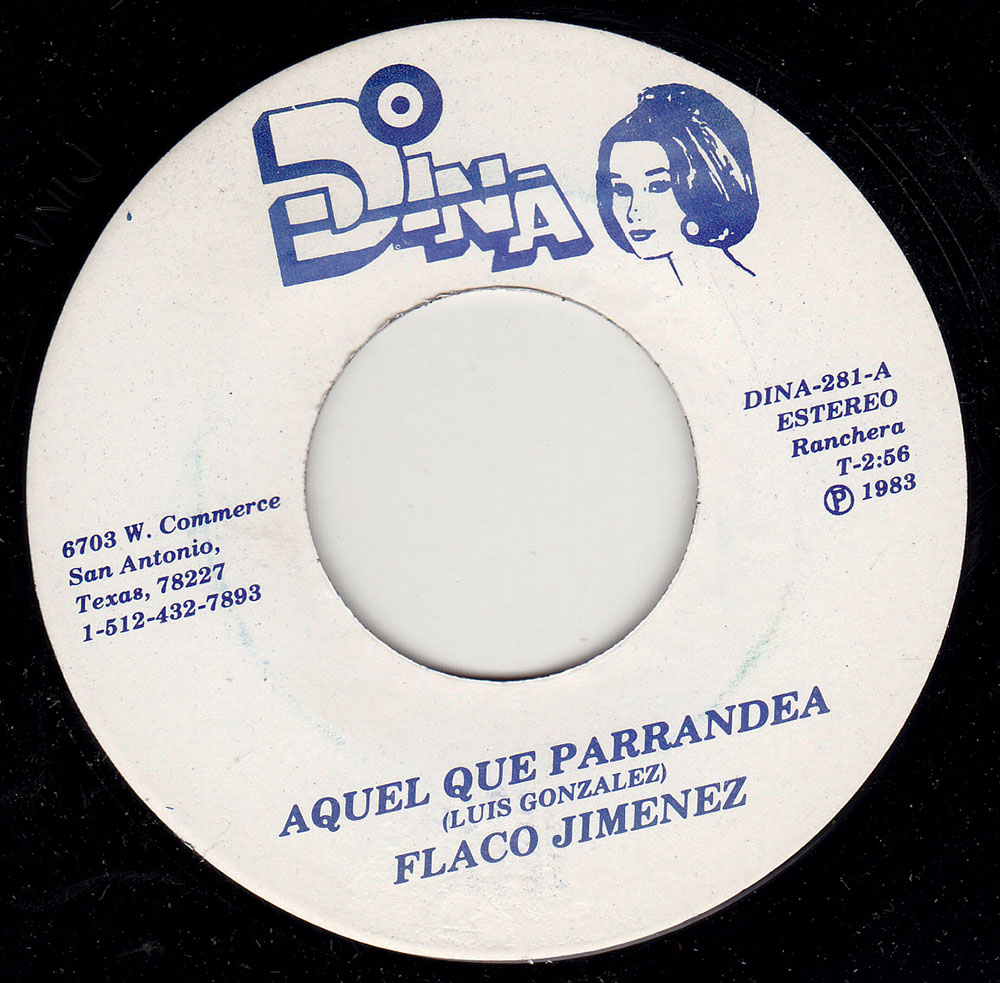 DINA
DINA-281-A
ESTEREO
Ranchera
T-2:56
Ⓟ 1983
6703 W. Commerce
San Antonio,
Texas, 78227
1-512-432-7893
AQUEL QUE PARRANDEA
(LUIS GONZALEZ)
FLACO JIMENEZ